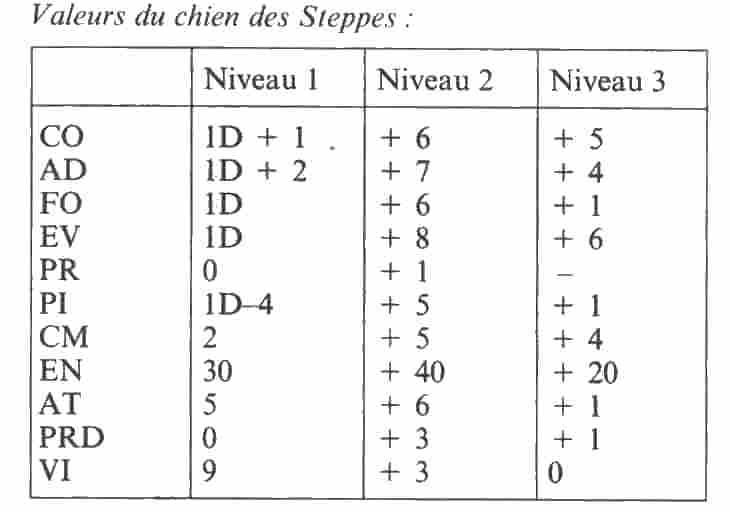 Valeurs du chien des Steppes :
Niveau 1 Niveau 2 Niveau 3
CO 1D + 1 + 6 + 5
AD 1D + 2 + 7 + 4
FO 1D + 6 + 1
EV 1D + 8 + 6
PR 0 + 1 –
PI 1D–4 + 5 + 1
CM 2 + 5 + 4
EN 30 + 40 + 20
AT 5 + 6 + 1
PRD 0 + 3 + 1
VI 9 + 3 0